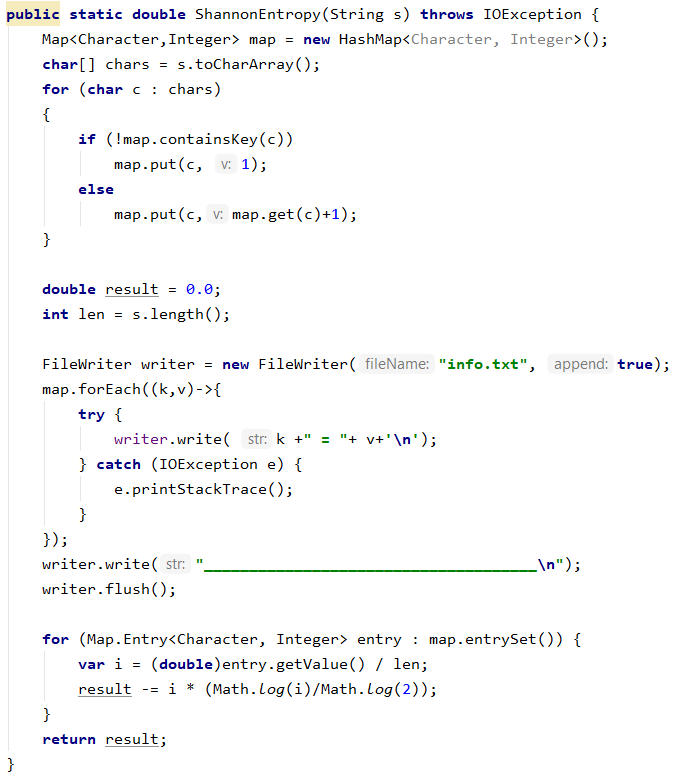 public static double ShannonEntropy(String s) throws IOException {
    Map<Character,Integer> map = new HashMap<Character, Integer>();
    char[] chars = s.toCharArray();
    for (char c : chars)
    {
        if (!map.containsKey(c))
            map.put(c, v: 1);
        else
            map.put(c, v: map.get(c)+1);
    }

    double result = 0.0;
    int len = s.length();

    FileWriter writer = new FileWriter( fileName: "info.txt", append: true);
    map.forEach((k,v)->{
        try {
            writer.write( str: k +" = "+ v+'\n');
        } catch (IOException e) {
            e.printStackTrace();
        }
    });
    writer.write( str: "_____________________________________\n");
    writer.flush();

    for (Map.Entry<Character, Integer> entry : map.entrySet()) {
        var i = (double)entry.getValue() / len;
        result -= i * (Math.log(i)/Math.log(2));
    }
    return result;
}